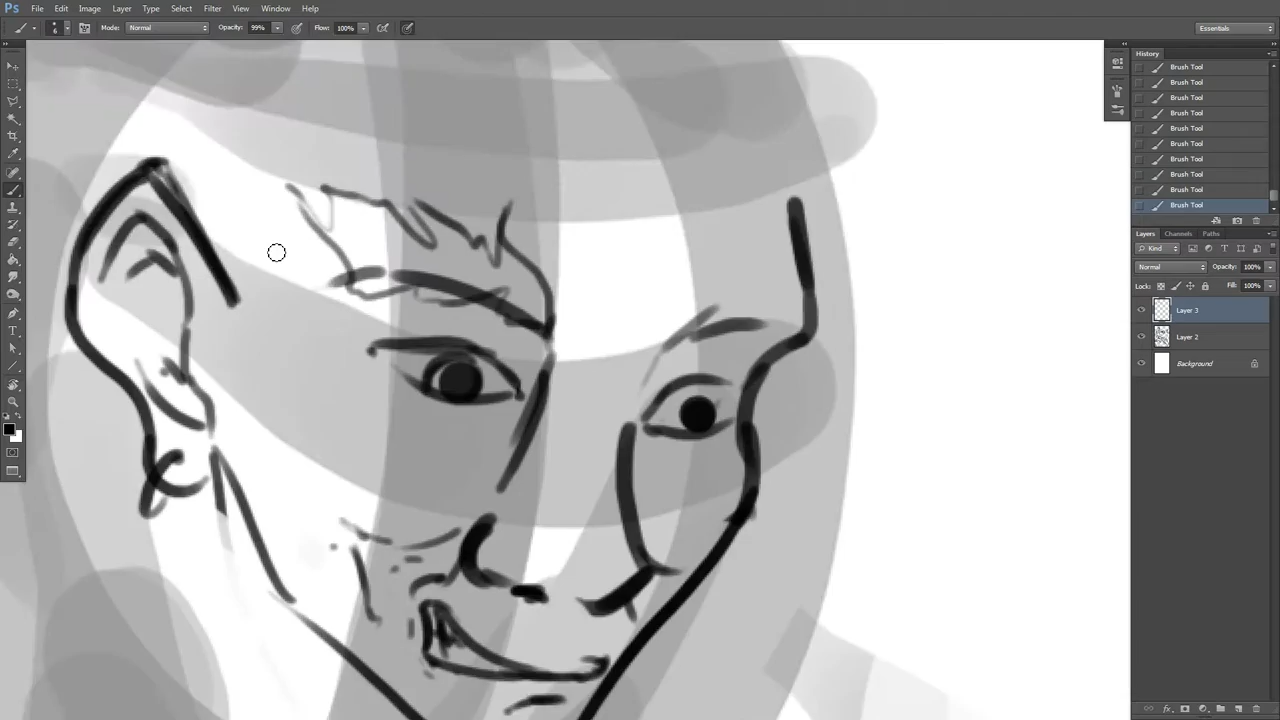 Ps File Edit Image Layer Type Select Filter View Window Help
6 Mode: Normal Opacity: 99% Flow: 100% Essentials
History
Brush Tool
Brush Tool
Brush Tool
Brush Tool
Brush Tool
Brush Tool
Brush Tool
Brush Tool
Brush Tool
Brush Tool
Layers Channels Paths
Kind
Normal Opacity: 100%
Lock: Fill: 100%
Layer 3
Layer 2
Background
fx